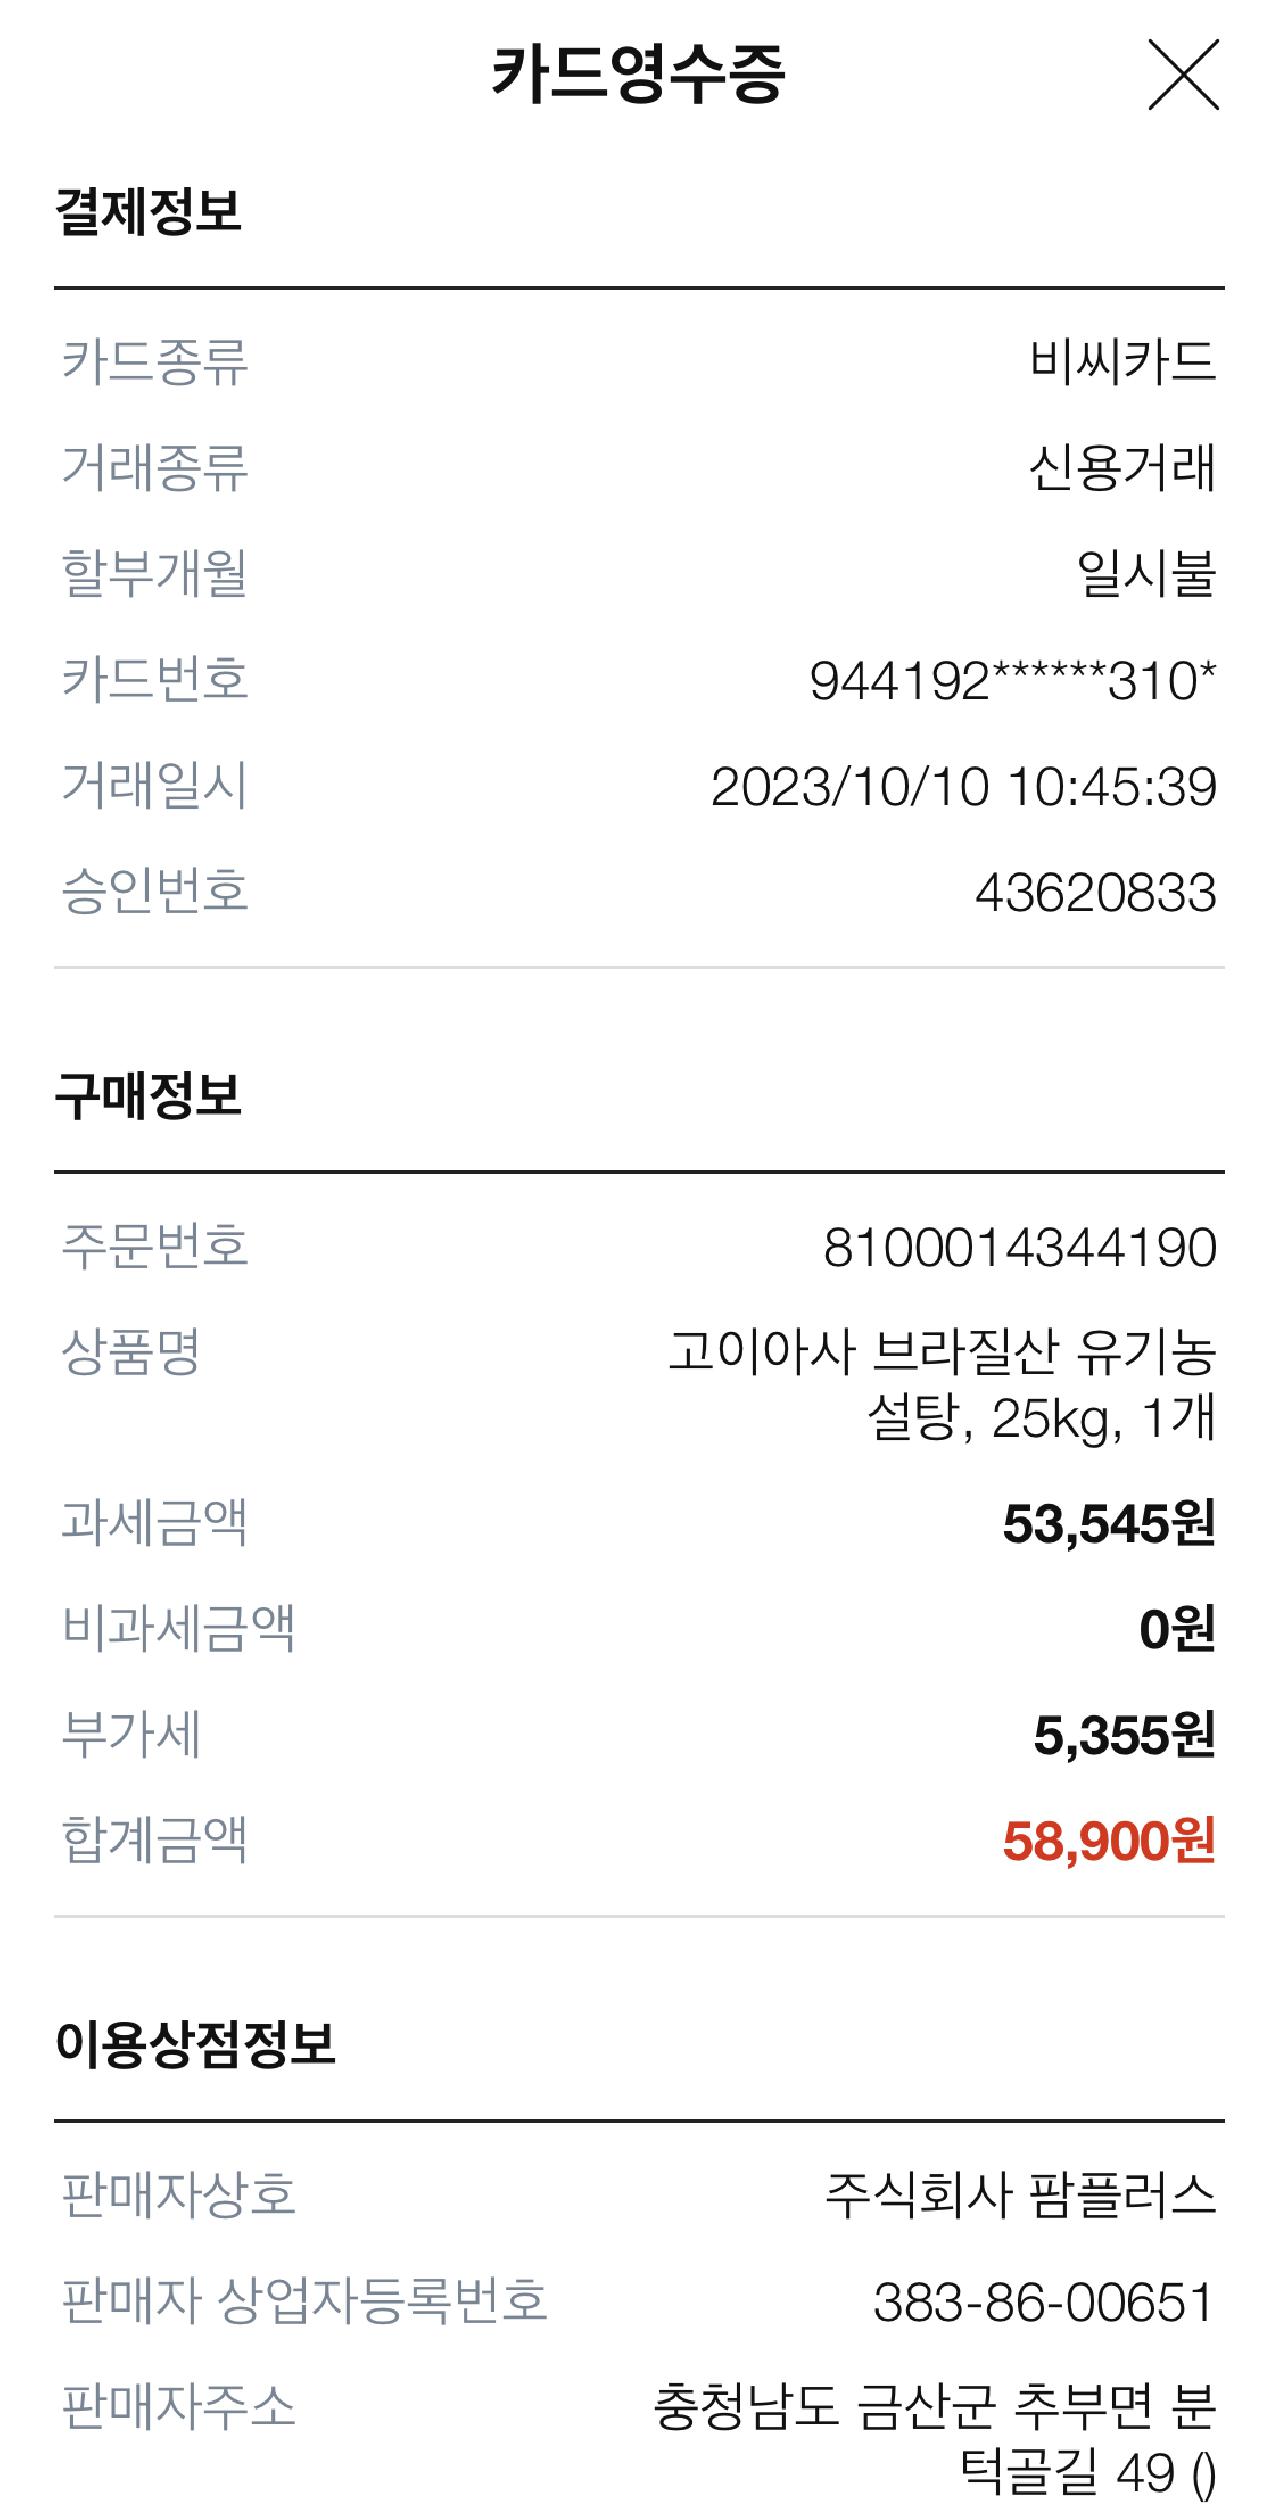 카드영수증
결제정보
카드종류 비씨카드
거래종류 신용거래
할부개월 일시불
카드번호 944192******310*
거래일시 2023/10/10 10:45:39
승인번호 43620833
구매정보
주문번호 8100014344190
상품명 고이아사 브라질산 유기농
설탕, 25kg, 1개
과세금액 53,545원
비과세금액 0원
부가세 5,355원
합계금액 58,900원
이용상점정보
판매자상호 주식회사 팜플러스
판매자 상업자등록번호 383-86-00651
판매자주소 충청남도 금산군 추부면 분
턱골길 49 ()